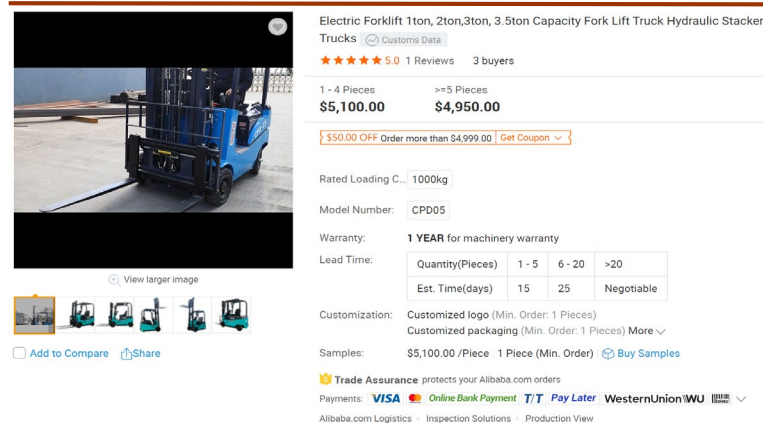 Electric Forklift 1ton, 2ton,3ton, 3.5ton Capacity Fork Lift Truck Hydraulic Stacker
Trucks Customs Data
5.0 1 Reviews 3 buyers
1 - 4 Pieces >=5 Pieces
$5,100.00 $4,950.00
$50.00 OFF Order more than $4,999.00 Get Coupon
Rated Loading C... 1000kg
Model Number: CPD05
Warranty: 1 YEAR for machinery warranty
Lead Time: Quantity(Pieces) 1 - 5 6 - 20 >20
Est. Time(days) 15 25 Negotiable
View larger image
Customization: Customized logo (Min. Order: 1 Pieces)
Customized packaging (Min. Order: 1 Pieces) More
Add to Compare Share
Samples: $5,100.00 /Piece 1 Piece (Min. Order) Buy Samples
Trade Assurance protects your Alibaba.com orders
Payments: VISA Online Bank Payment T/T Pay Later WesternUnion WU
Alibaba.com Logistics · Inspection Solutions · Production View